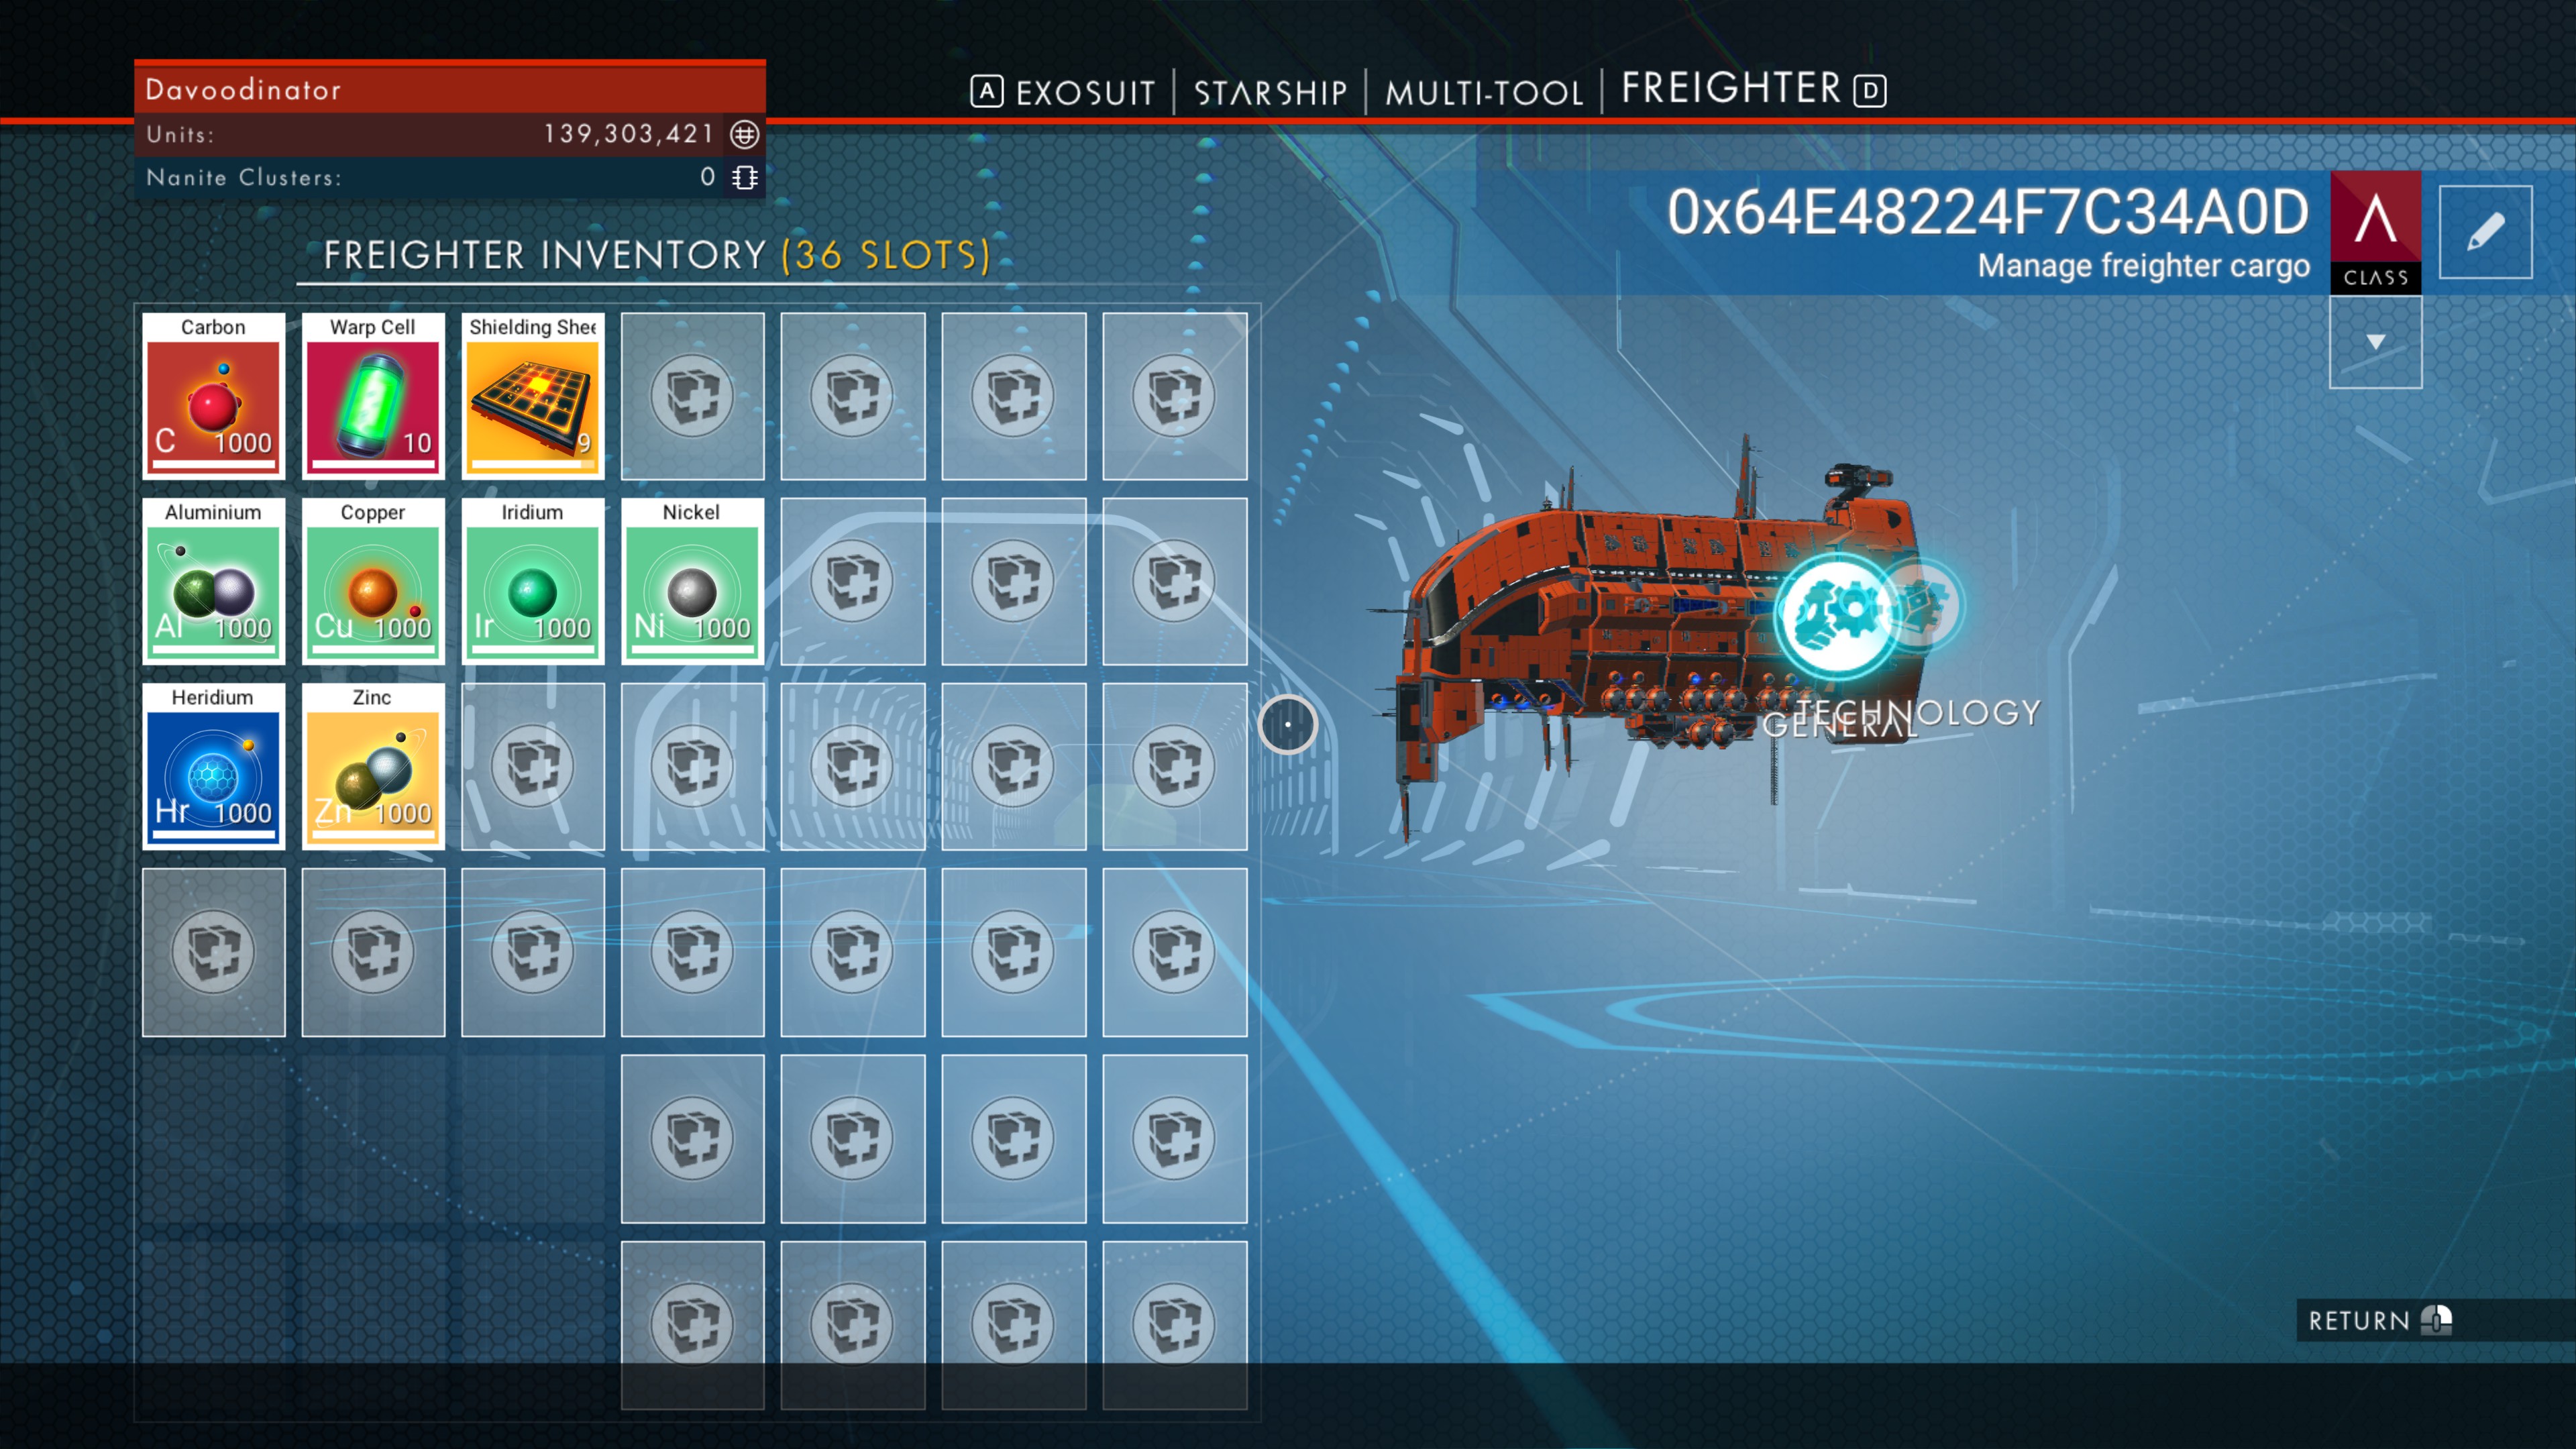 Davoodinator
Units: 139,303,421
Nanite Clusters: 0
A EXOSUIT STARSHIP MULTI-TOOL FREIGHTER D
0x64E48224F7C34A0D
Manage freighter cargo
CLASS
FREIGHTER INVENTORY (36 SLOTS)
Carbon Warp Cell Shielding Shee
C 1000 10 9
Aluminium Copper Iridium Nickel
Al 1000 Cu 1000 Ir 1000 Ni 1000
Heridium Zinc
Hr 1000 Zn 1000
TECHNOLOGY
GENERAL
RETURN